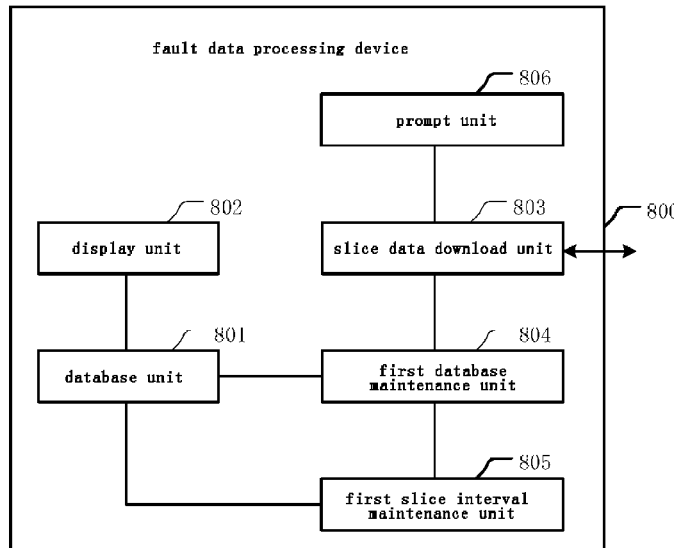 fault data processing device
806
prompt unit
802
803
800
display unit
slice data download unit
801
804
database unit
first database
maintenance unit
805
first slice interval
maintenance unit